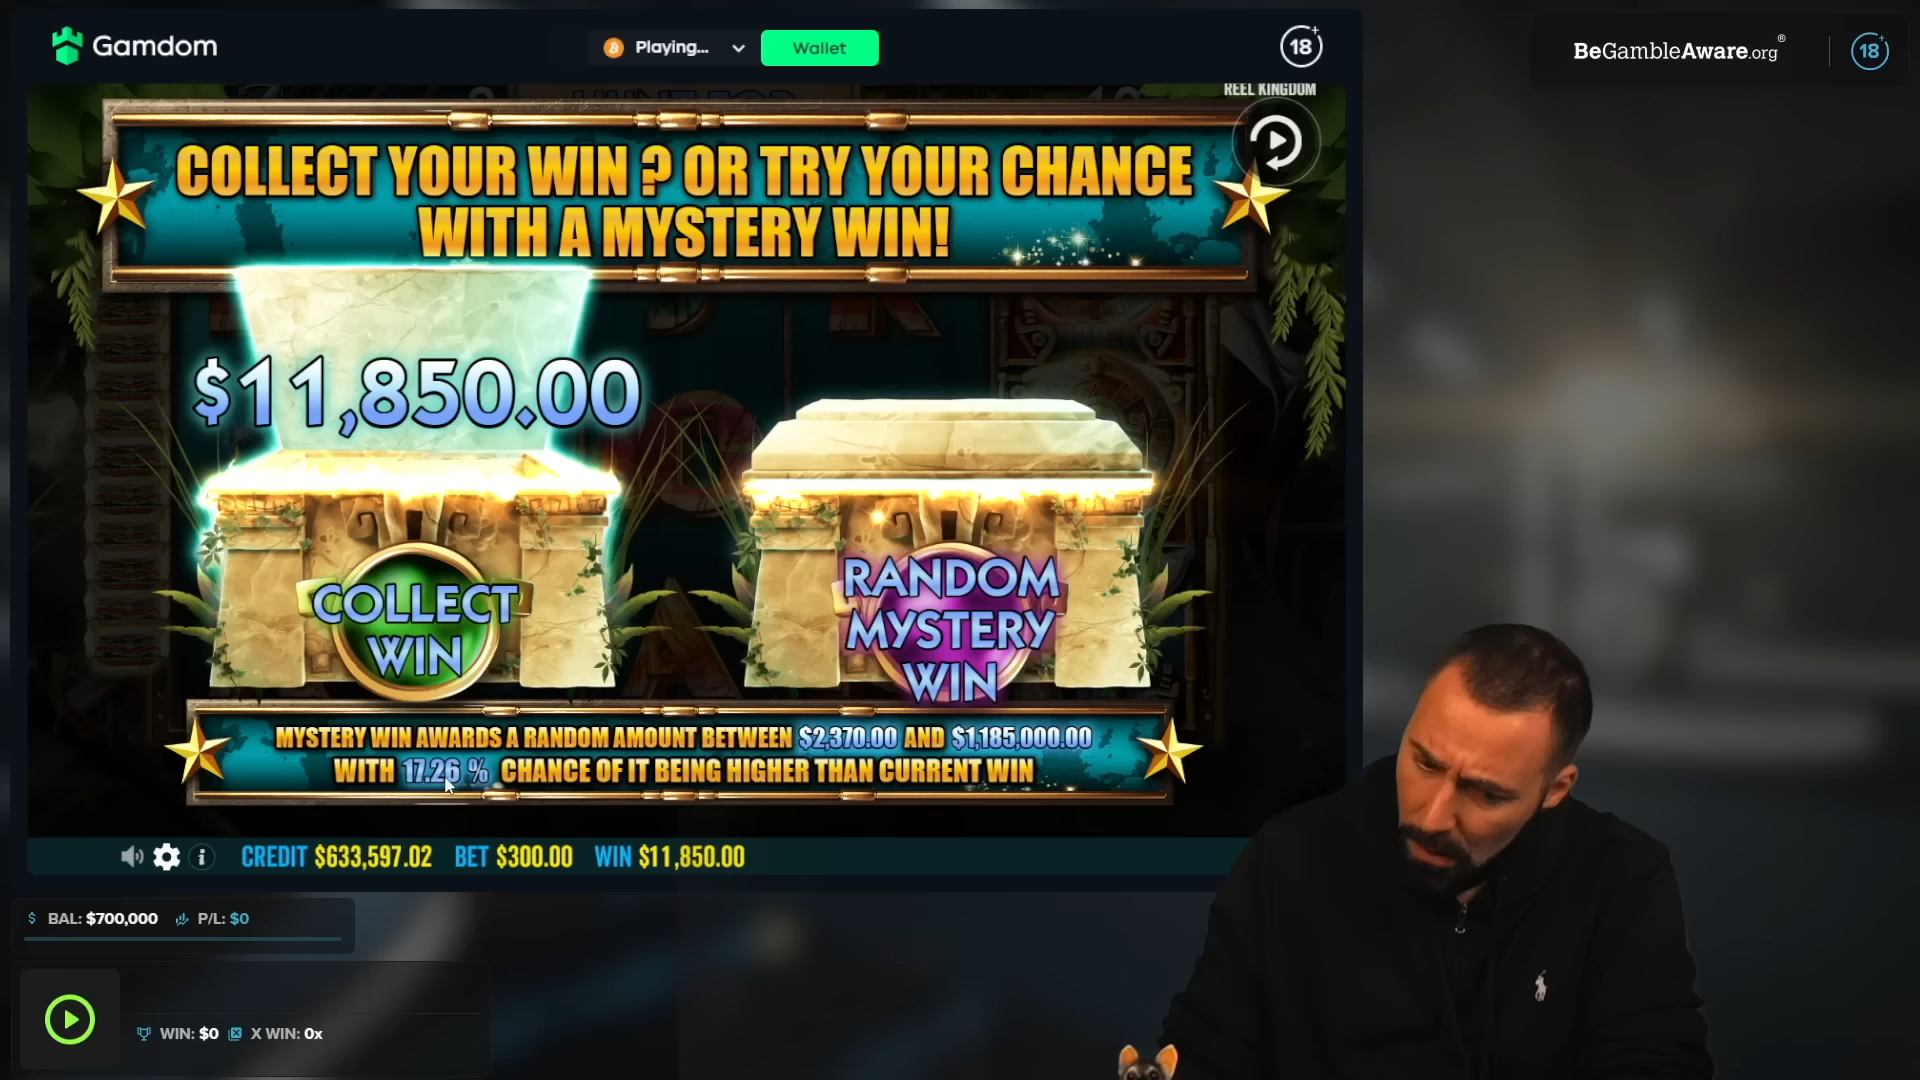 Gamdom
Playing...
Wallet
18+
BeGambleAware.org®
18+
REEL KINGDOM
COLLECT YOUR WIN ? OR TRY YOUR CHANCE
WITH A MYSTERY WIN!
$11,850.00
COLLECT
WIN
RANDOM
MYSTERY
WIN
MYSTERY WIN AWARDS A RANDOM AMOUNT BETWEEN $2,370.00 AND $1,185,000.00
WITH 17.26 % CHANCE OF IT BEING HIGHER THAN CURRENT WIN
CREDIT $633,597.02 BET $300.00 WIN $11,850.00
$ BAL: $700,000 P/L: $0
WIN: $0 X WIN: 0x